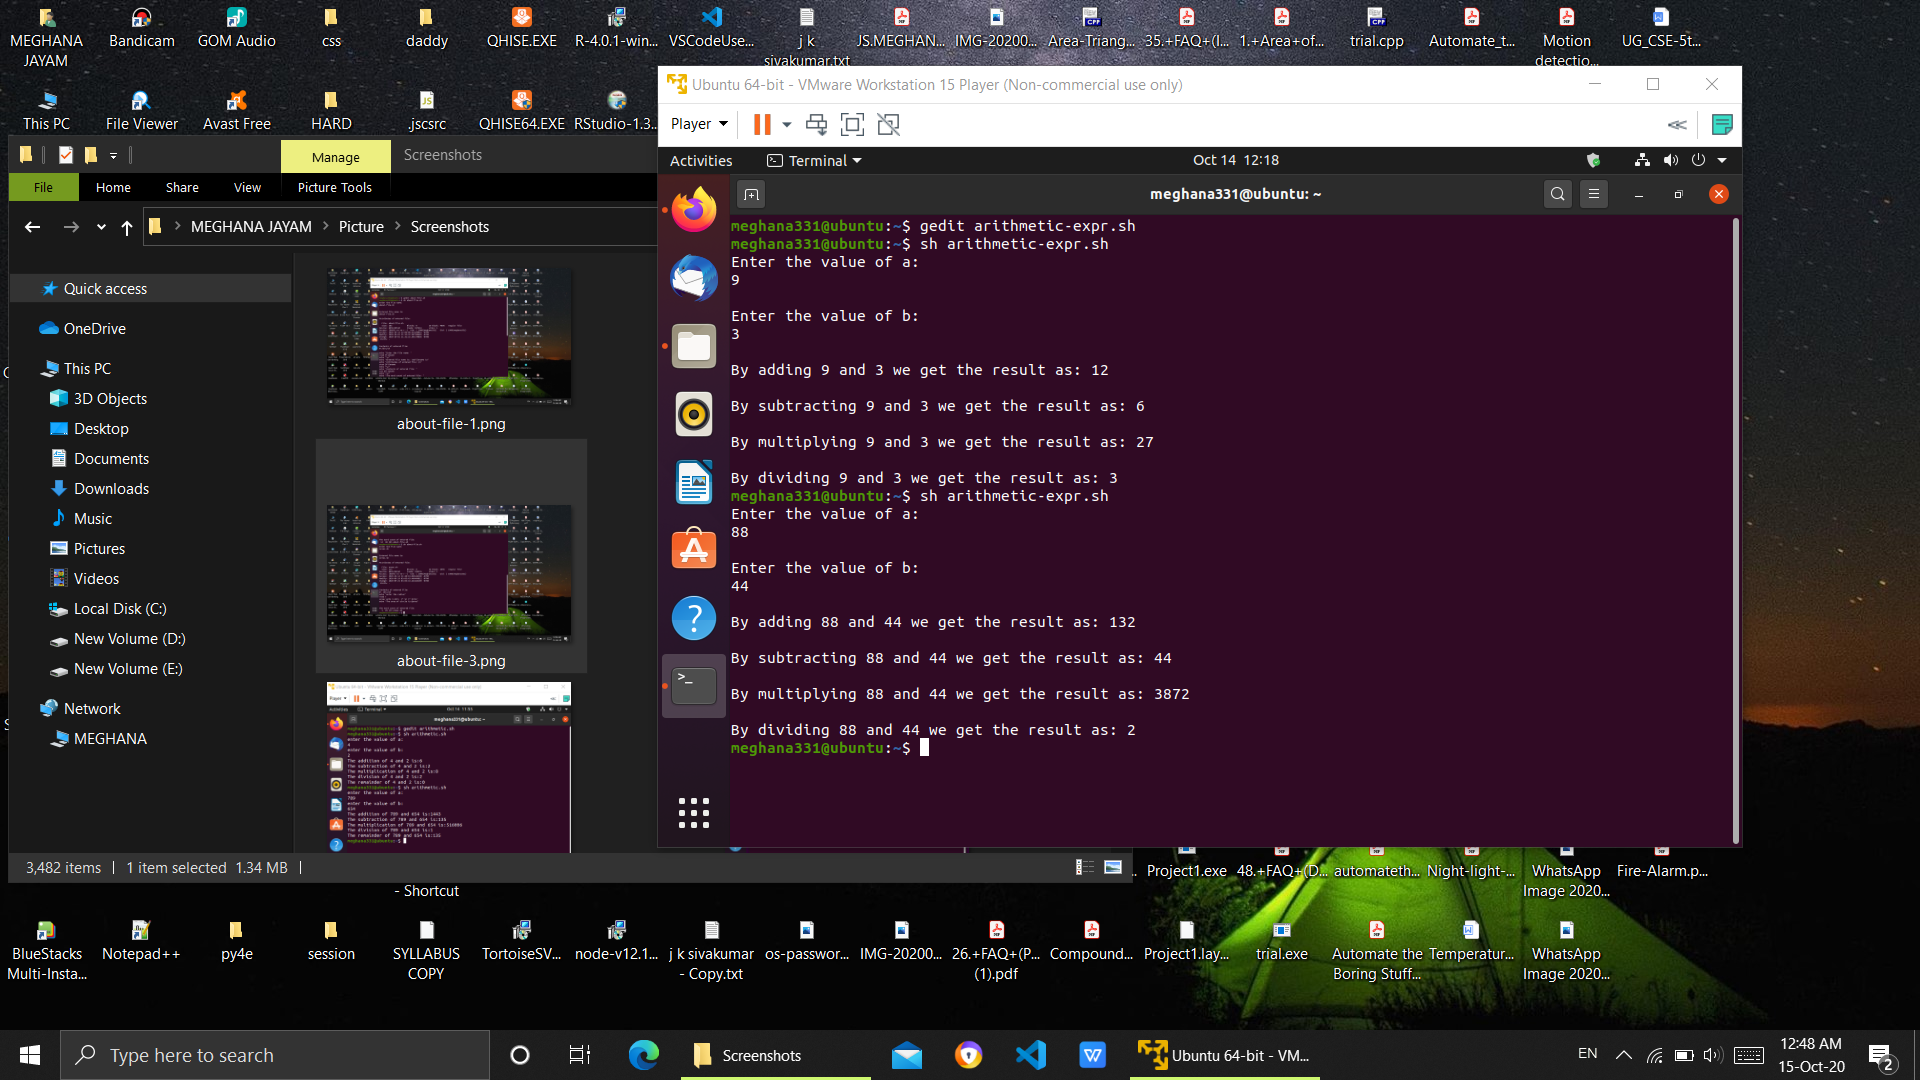 MEGHANA JAYAM
Bandicam
GOM Audio
css
daddy
QHISE.EXE
R-4.0.1-win...
VSCodeUse...
j k sivakumar.txt
JS.MEGHAN...
IMG-20200...
Area-Triang...
35.+FAQ+(I...
1.+Area+of...
trial.cpp
Automate_t...
Motion detectio...
UG_CSE-5t...
This PC
File Viewer
Avast Free
HARD
.jscsrc
QHISE64.EXE
RStudio-1.3...
Manage
Screenshots
File
Home
Share
View
Picture Tools
MEGHANA JAYAM
Picture
Screenshots
Quick access
OneDrive
This PC
3D Objects
Desktop
Documents
Downloads
Music
Pictures
Videos
Local Disk (C:)
New Volume (D:)
New Volume (E:)
Network
MEGHANA
about-file-1.png
about-file-3.png
3,482 items
1 item selected 1.34 MB
Ubuntu 64-bit - VMware Workstation 15 Player (Non-commercial use only)
Player
Activities
Terminal
Oct 14 12:18
meghana331@ubuntu: ~
meghana331@ubuntu:~$ gedit arithmetic-expr.sh
meghana331@ubuntu:~$ sh arithmetic-expr.sh
Enter the value of a:
9
Enter the value of b:
3
By adding 9 and 3 we get the result as: 12
By subtracting 9 and 3 we get the result as: 6
By multiplying 9 and 3 we get the result as: 27
By dividing 9 and 3 we get the result as: 3
meghana331@ubuntu:~$ sh arithmetic-expr.sh
Enter the value of a:
88
Enter the value of b:
44
By adding 88 and 44 we get the result as: 132
By subtracting 88 and 44 we get the result as: 44
By multiplying 88 and 44 we get the result as: 3872
By dividing 88 and 44 we get the result as: 2
meghana331@ubuntu:~$
- Shortcut
Project1.exe
48.+FAQ+(D...
automateth...
Night-light-...
WhatsApp Image 2020...
Fire-Alarm.p...
BlueStacks Multi-Insta...
Notepad++
py4e
session
SYLLABUS COPY
TortoiseSV...
node-v12.1...
j k sivakumar - Copy.txt
os-passwor...
IMG-20200...
26.+FAQ+(P... (1).pdf
Compound...
Project1.lay...
trial.exe
Automate the Boring Stuff...
Temperatur...
WhatsApp Image 2020...
Type here to search
Screenshots
Ubuntu 64-bit - VM...
EN
12:48 AM
15-Oct-20
2